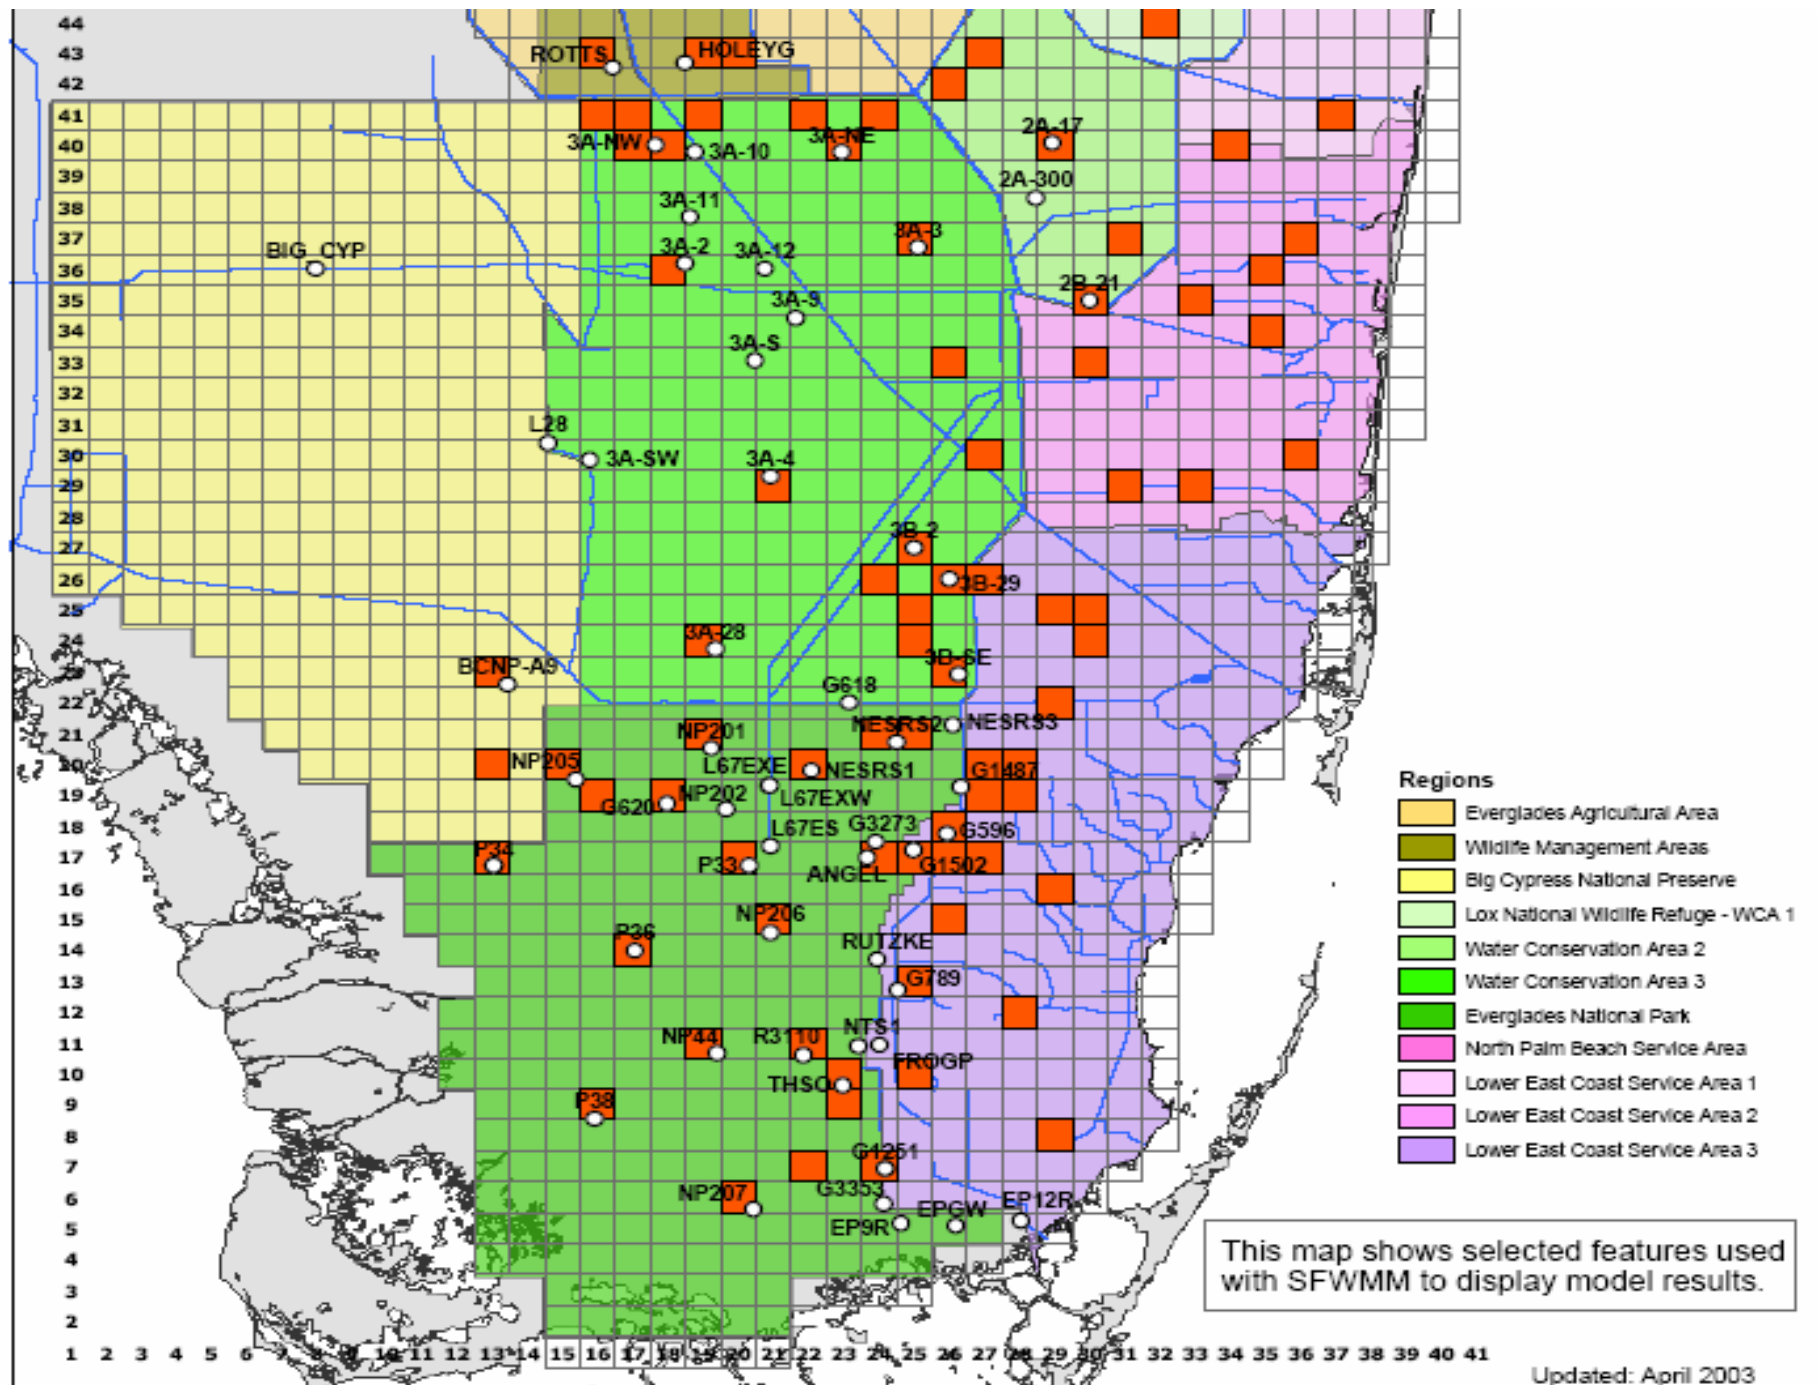 44
43
42
41
40
39
38
37
36
35
34
33
32
31
30
29
28
27
26
25
24
23
22
21
20
19
18
17
16
15
14
13
12
11
10
9
8
7
6
5
4
3
2
1 2 3 4 5 6 7 8 9 10 11 12 13 14 15 16 17 18 19 20 21 22 23 24 25 26 27 28 29 30 31 32 33 34 35 36 37 38 39 40 41
ROTTS
HOLEYG
3A-NW
3A-10
3A-NE
2A-17
2A-300
3A-11
3A-2
3A-12
3A-3
BIG_CYP
3A-9
2B-21
3A-S
L28
3A-SW
3A-4
3B-2
3B-29
3A-28
3B-SE
BCNP-A9
G618
NP201
NESRS2
NESRS3
NP205
L67EXE
NESRS1
G1487
G620
NP202
L67EXW
L67ES
G3273
G596
P34
P33
ANGEL
G1502
NP206
P36
RUTZKE
G789
NP44
R3110
NTS1
FROGP
THSO
P38
G1251
NP207
G3353
EP9R
EPGW
EP12R
Regions
Everglades Agricultural Area
Wildlife Management Areas
Big Cypress National Preserve
Lox National Wildlife Refuge - WCA 1
Water Conservation Area 2
Water Conservation Area 3
Everglades National Park
North Palm Beach Service Area
Lower East Coast Service Area 1
Lower East Coast Service Area 2
Lower East Coast Service Area 3
This map shows selected features used
with SFWMM to display model results.
Updated: April 2003